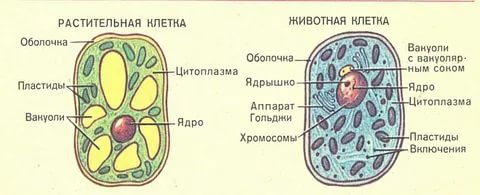 РАСТИТЕЛЬНАЯ КЛЕТКА
Оболочка
Цитоплазма
Пластиды
Вакуоли
Ядро
ЖИВОТНАЯ КЛЕТКА
Оболочка
Вакуоли
с вакуоляр-
ным соком
Ядрышко
Ядро
Цитоплазма
Аппарат
Гольджи
Хромосомы
Пластиды
Включения